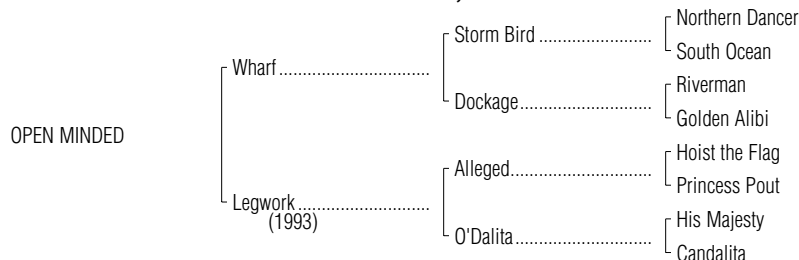 Northern Dancer
Storm Bird ..............................
South Ocean
Wharf .................................
Riverman
Dockage..................................
Golden Alibi
OPEN MINDED
Hoist the Flag
Alleged....................................
Princess Pout
Legwork .............................
(1993)
His Majesty
O'Dalita...................................
Candalita